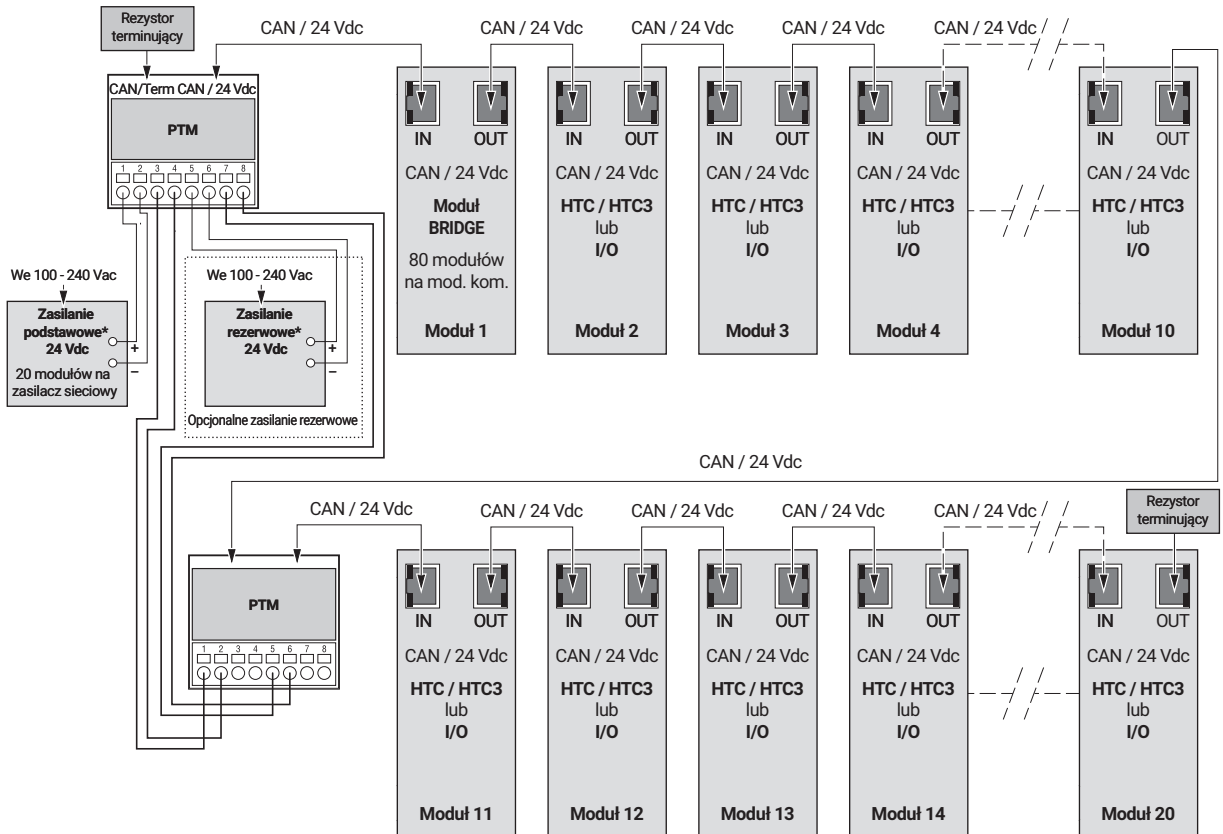 Rezystor
terminujący
CAN / 24 Vdc
CAN / 24 Vdc
CAN / 24 Vdc
CAN / 24 Vdc
CAN / 24 Vdc
CAN/Term CAN / 24 Vdc
PTM
1 2 3 4 5 6 7 8
IN OUT
CAN / 24 Vdc
Moduł
BRIDGE
80 modułów
na mod. kom.
Moduł 1
IN OUT
CAN / 24 Vdc
HTC / HTC3
lub
I/O
Moduł 2
IN OUT
CAN / 24 Vdc
HTC / HTC3
lub
I/O
Moduł 3
IN OUT
CAN / 24 Vdc
HTC / HTC3
lub
I/O
Moduł 4
IN OUT
CAN / 24 Vdc
HTC / HTC3
lub
I/O
Moduł 10
We 100 - 240 Vac
Zasilanie
podstawowe*
24 Vdc
+
–
20 modułów na
zasilacz sieciowy
We 100 - 240 Vac
Zasilanie
rezerwowe*
24 Vdc
+
–
Opcjonalne zasilanie rezerwowe
CAN / 24 Vdc
CAN / 24 Vdc
CAN / 24 Vdc
CAN / 24 Vdc
CAN / 24 Vdc
CAN / 24 Vdc
Rezystor
terminujący
PTM
1 2 3 4 5 6 7 8
IN OUT
CAN / 24 Vdc
HTC / HTC3
lub
I/O
Moduł 11
IN OUT
CAN / 24 Vdc
HTC / HTC3
lub
I/O
Moduł 12
IN OUT
CAN / 24 Vdc
HTC / HTC3
lub
I/O
Moduł 13
IN OUT
CAN / 24 Vdc
HTC / HTC3
lub
I/O
Moduł 14
IN OUT
CAN / 24 Vdc
HTC / HTC3
lub
I/O
Moduł 20